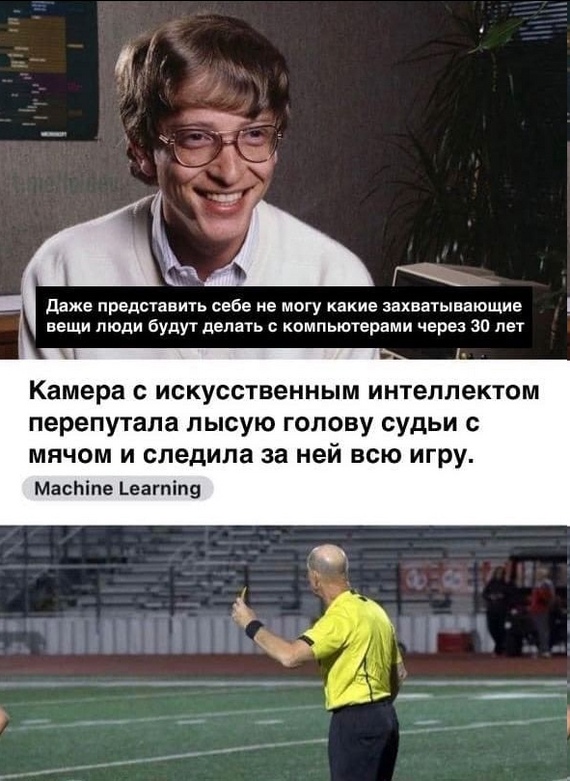 MICROSOFT
Даже представить себе не могу какие захватывающие
вещи люди будут делать с компьютерами через 30 лет
Камера с искусственным интеллектом
перепутала лысую голову судьи с
мячом и следила за ней всю игру.
Machine Learning